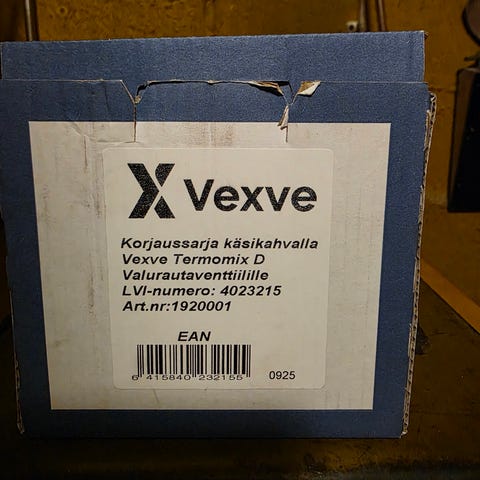 Vexve
Korjaussarja käsikahvalla
Vexve Termomix D
Valurautaventtiilille
LVI-numero: 4023215
Art.nr:1920001
EAN
6 415840 232155
0925